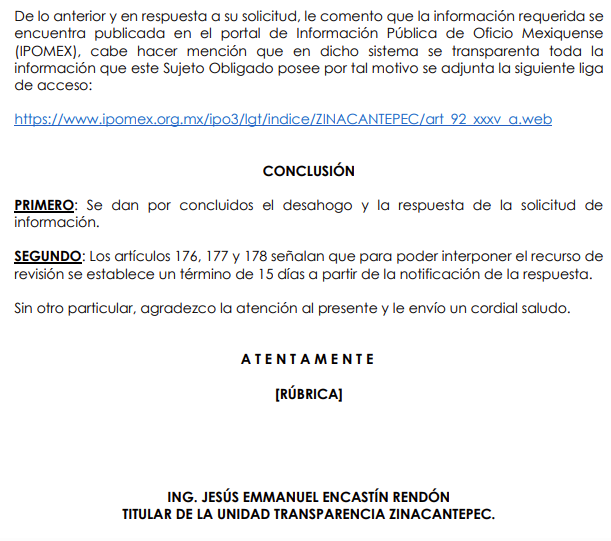 De lo anterior y en respuesta a su solicitud, le comento que la información requerida se
encuentra publicada en el portal de Información Pública de Oficio Mexiquense
(IPOMEX), cabe hacer mención que en dicho sistema se transparenta toda la
información que este Sujeto Obligado posee por tal motivo se adjunta la siguiente liga
de acceso:
https://www.ipomex.org.mx/ipo3/lgt/indice/ZINACANTEPEC/art_92_xxxv_a.web
CONCLUSIÓN
PRIMERO: Se dan por concluidos el desahogo y la respuesta de la solicitud de
información.
SEGUNDO: Los artículos 176, 177 y 178 señalan que para poder interponer el recurso de
revisión se establece un término de 15 días a partir de la notificación de la respuesta.
Sin otro particular, agradezco la atención al presente y le envío un cordial saludo.
A T E N T A M E N T E
[RÚBRICA]
ING. JESÚS EMMANUEL ENCASTÍN RENDÓN
TITULAR DE LA UNIDAD TRANSPARENCIA ZINACANTEPEC.